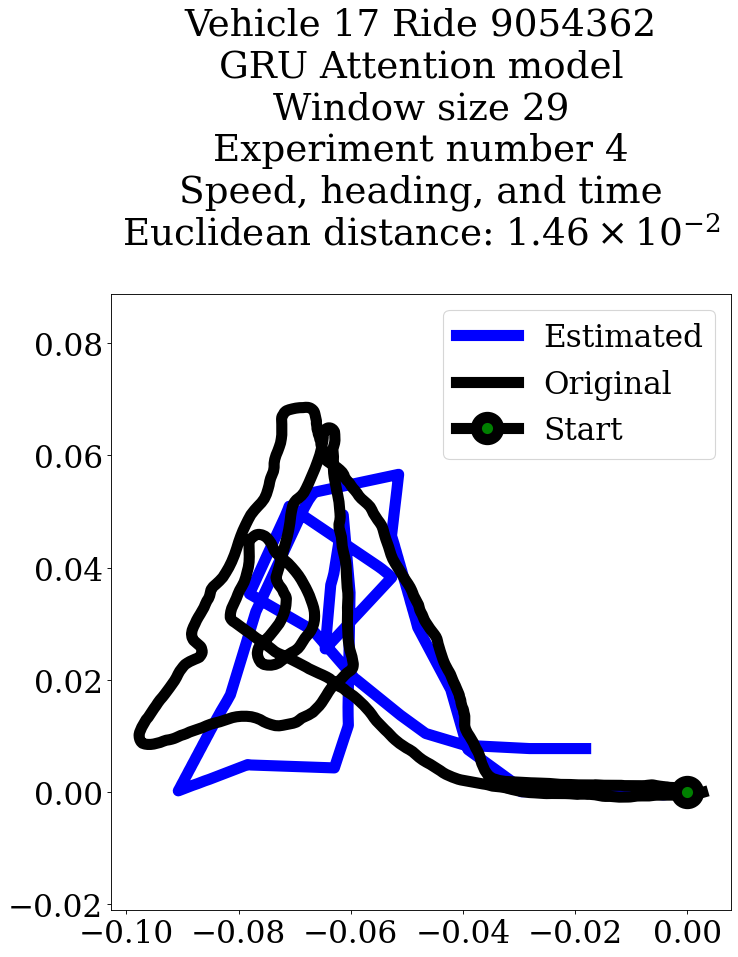 Vehicle 17 Ride 9054362
GRU Attention model
Window size 29
Experiment number 4
Speed, heading, and time
Euclidean distance: 1.46 × 10⁻²
Estimated
Original
Start
0.08
0.06
0.04
0.02
0.00
−0.02
−0.10 −0.08 −0.06 −0.04 −0.02 0.00